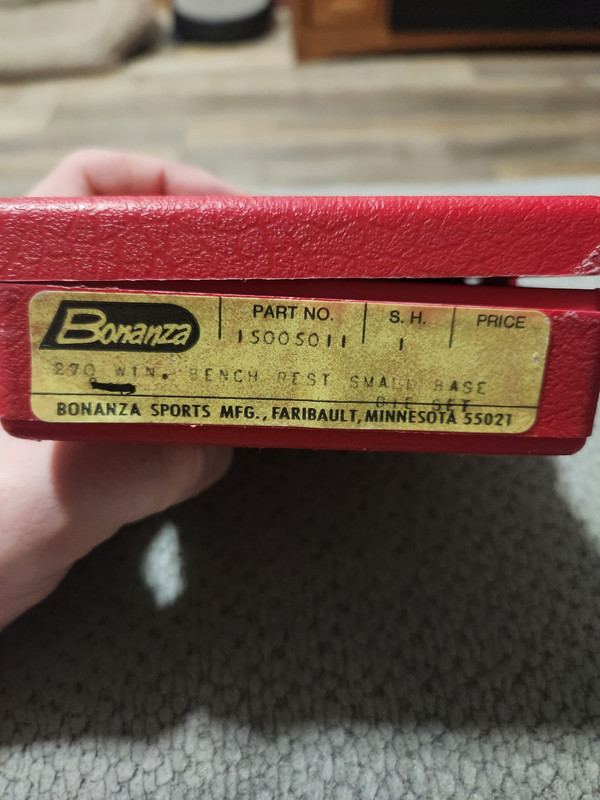 Bonanza
PART NO. S. H. PRICE
15005011 1
270 WIN. BENCH REST SMALL BASE
DIE SET
BONANZA SPORTS MFG., FARIBAULT, MINNESOTA 55021